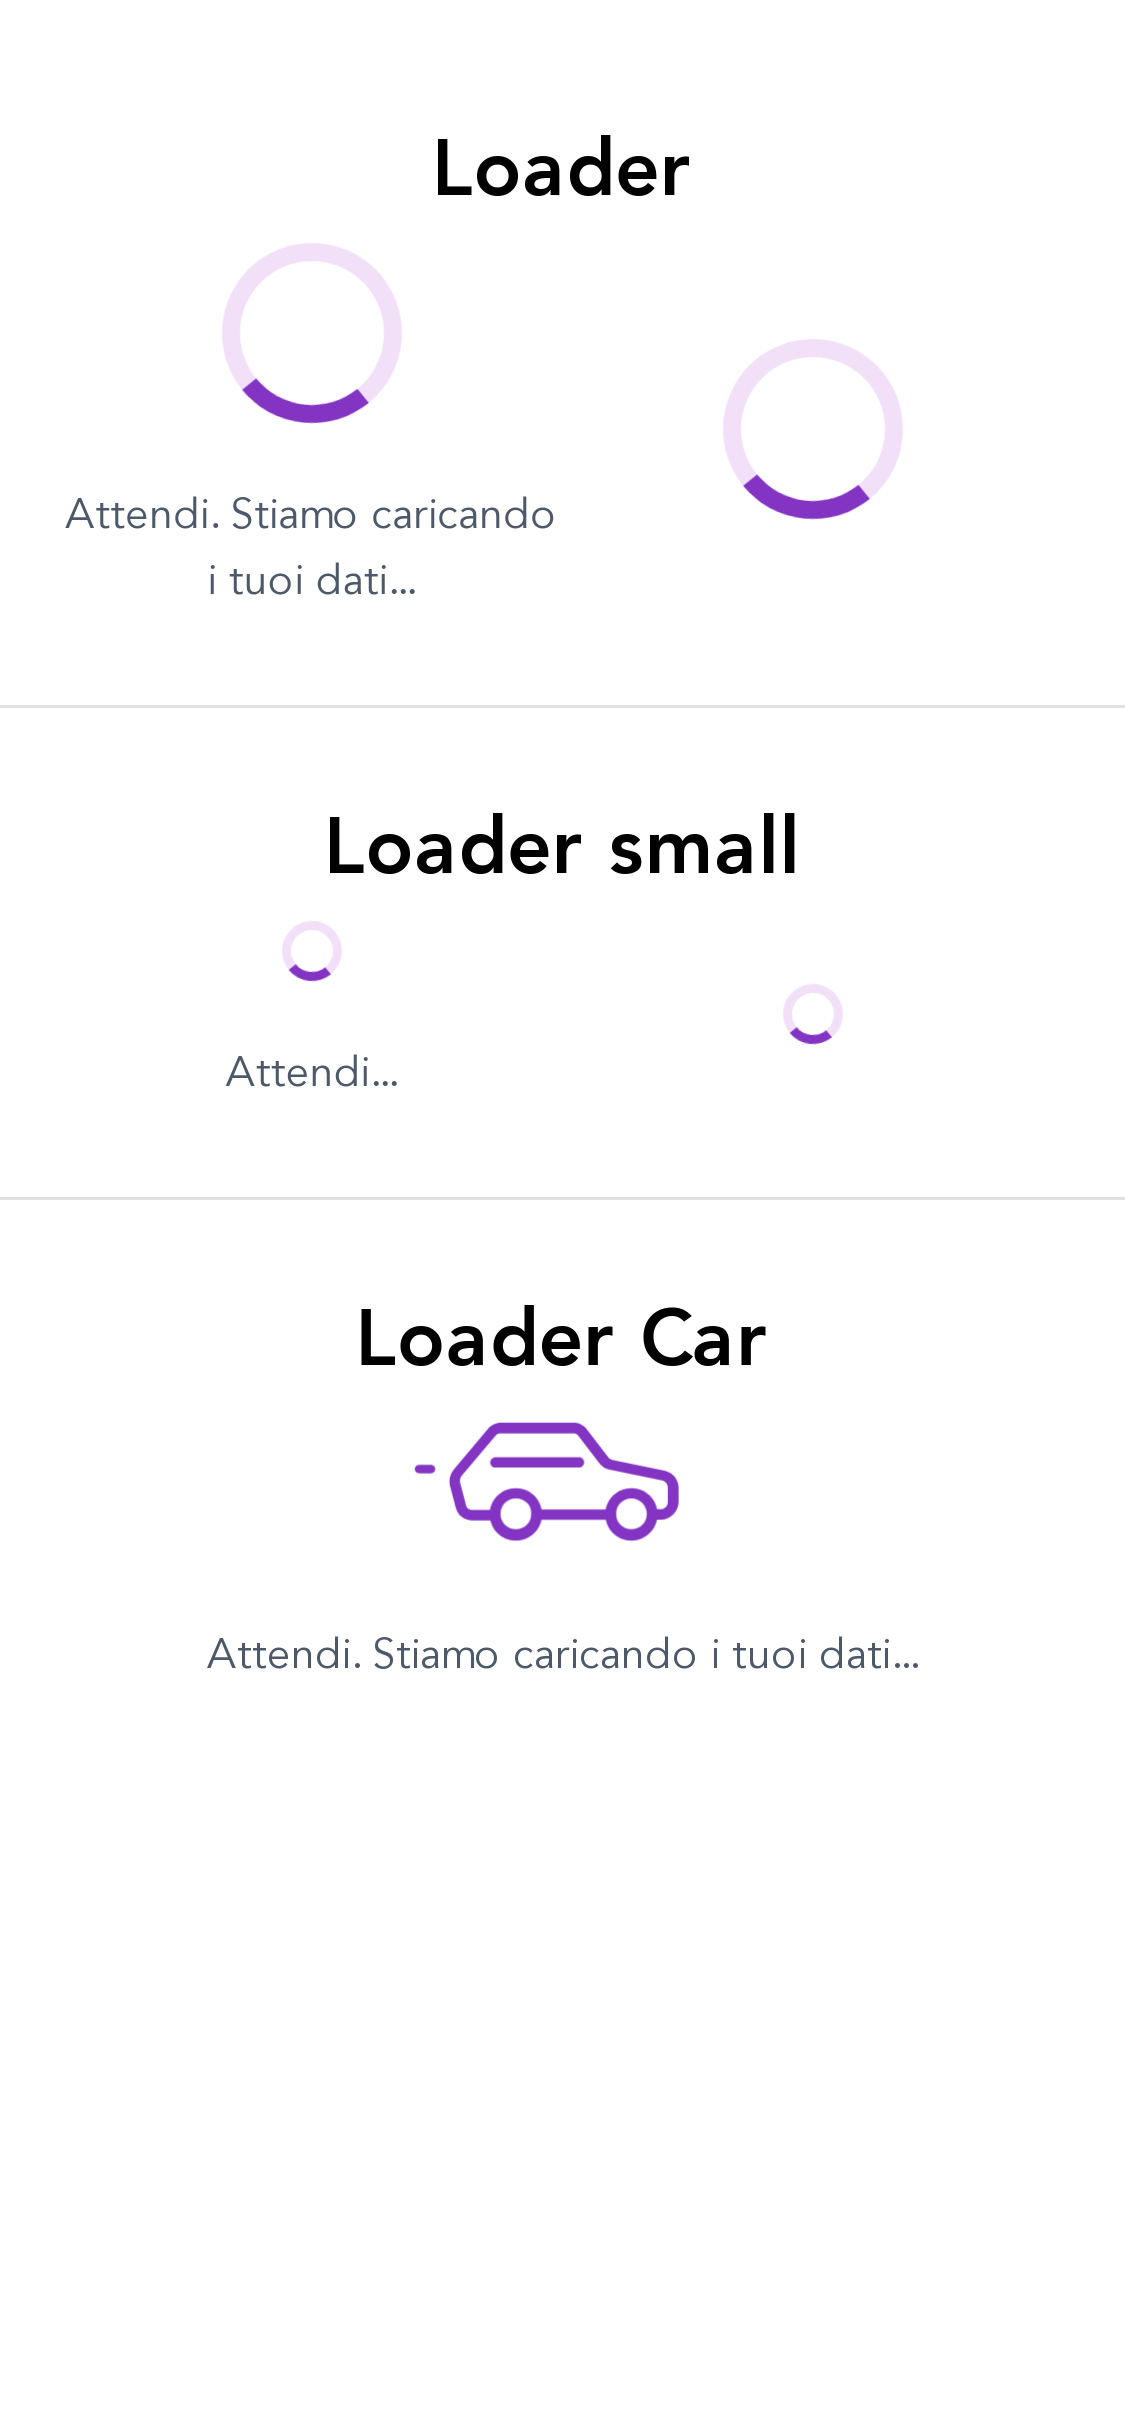 Loader
Attendi. Stiamo caricando
i tuoi dati...
Loader small
Attendi...
Loader Car
Attendi. Stiamo caricando i tuoi dati...